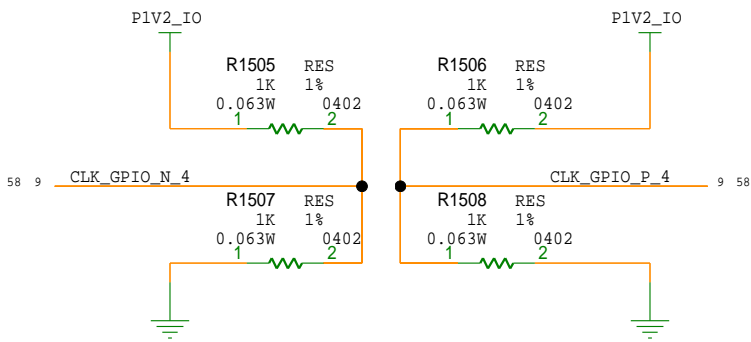 P1V2_IO P1V2_IO
R1505 RES R1506 RES
1K 1% 1K 1%
0.063W 0402 0.063W 0402
1 2 1 2
58 9 CLK_GPIO_N_4 CLK_GPIO_P_4 9 58
R1507 RES R1508 RES
1K 1% 1K 1%
0.063W 0402 0.063W 0402
1 2 1 2